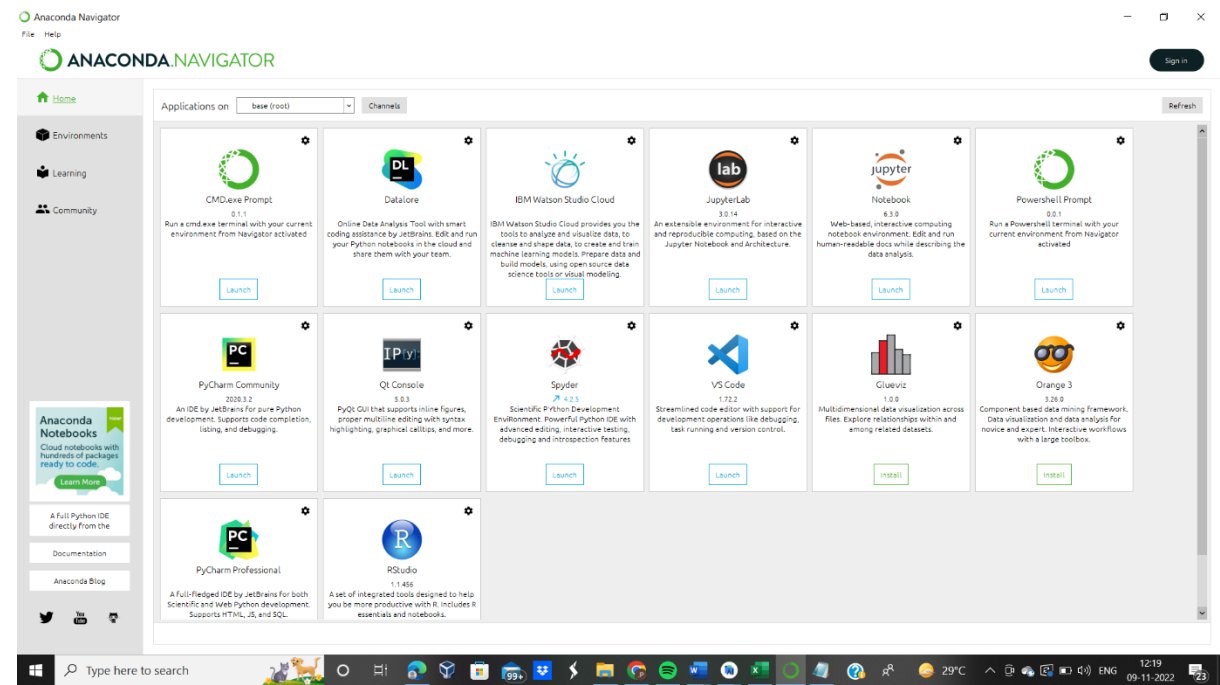 Anaconda Navigator
File Help
ANACONDA.NAVIGATOR
Sign in
Home
Environments
Learning
Community
Applications on base (root) Channels Refresh
CMD.exe Prompt
0.1.1
Run a cmd.exe terminal with your current
environment from Navigator activated
Launch
DL
Datalore
Online Data Analysis Tool with smart
coding assistance by JetBrains. Edit and run
your Python notebooks in the cloud and
share them with your team.
Launch
IBM Watson Studio Cloud
IBM Watson Studio Cloud provides you the
tools to analyze and visualize data, to
cleanse and shape data, to create and train
machine learning models. Prepare data and
build models, using open source data
science tools or visual modeling.
Launch
lab
JupyterLab
3.0.14
An extensible environment for interactive
and reproducible computing, based on the
Jupyter Notebook and Architecture.
Launch
jupyter
Notebook
6.3.0
Web-based, interactive computing
notebook environment. Edit and run
human-readable docs while describing the
data analysis.
Launch
Powershell Prompt
0.0.1
Run a Powershell terminal with your
current environment from Navigator
activated
Launch
PC
PyCharm Community
2020.3.2
An IDE by JetBrains for pure Python
development. Supports code completion,
listing, and debugging.
Launch
IP[y]:
Qt Console
5.0.3
PyQt GUI that supports inline figures,
proper multiline editing with syntax
highlighting, graphical calltips, and more.
Launch
Spyder
4.2.5
Scientific PYthon Development
EnviRonment. Powerful Python IDE with
advanced editing, interactive testing,
debugging and introspection features
Launch
VS Code
1.72.2
Streamlined code editor with support for
development operations like debugging,
task running and version control.
Launch
Glueviz
1.0.0
Multidimensional data visualization across
files. Explore relationships within and
among related datasets.
Install
Orange 3
3.26.0
Component based data mining framework.
Data visualization and data analysis for
novice and expert. Interactive workflows
with a large toolbox.
Install
PC
PyCharm Professional
A full-fledged IDE by JetBrains for both
Scientific and Web Python development.
Supports HTML, JS, and SQL.
R
RStudio
1.1.456
A set of integrated tools designed to help
you be more productive with R. Includes R
essentials and notebooks.
Anaconda
Notebooks
Cloud notebooks with
hundreds of packages
ready to code.
Learn More
A Full Python IDE
directly from the
Documentation
Anaconda Blog
You
Tube
Type here to search
99+
29°C
ENG
12:19
09-11-2022
23